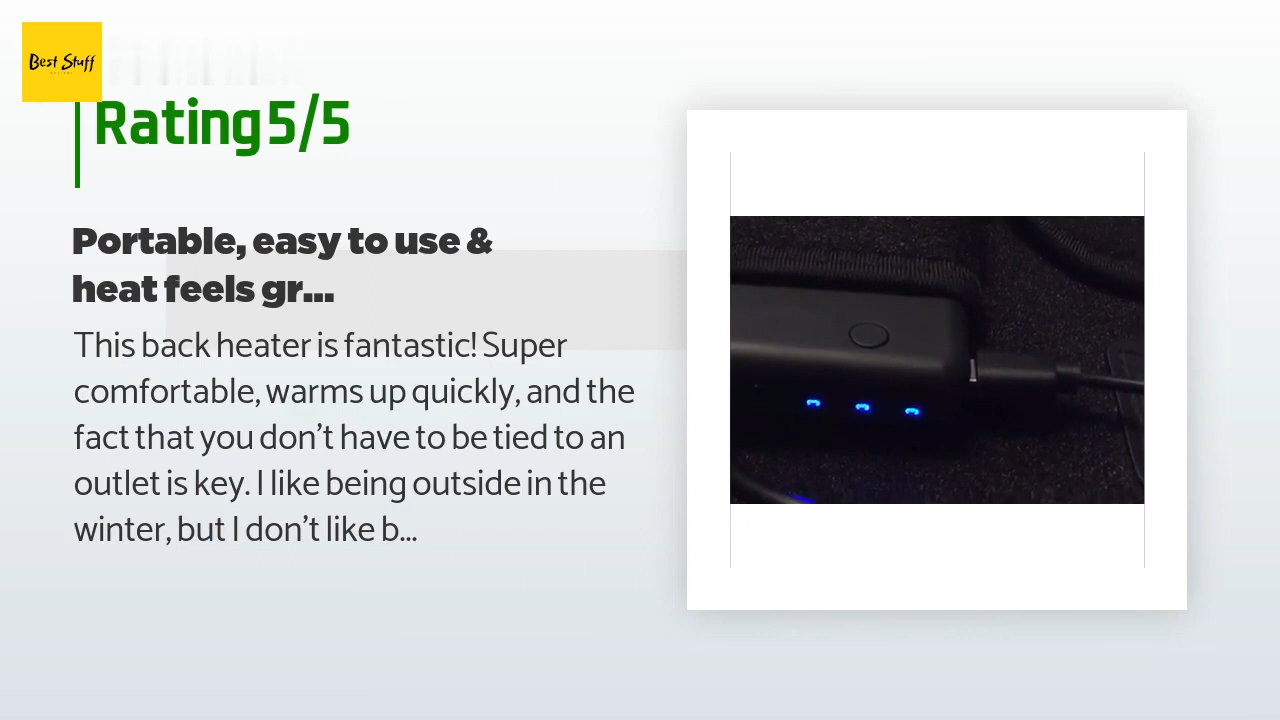 Best Stuff
Rating 5/5
Portable, easy to use &
heat feels gr...
This back heater is fantastic! Super
comfortable, warms up quickly, and the
fact that you don't have to be tied to an
outlet is key. I like being outside in the
winter, but I don't like b...